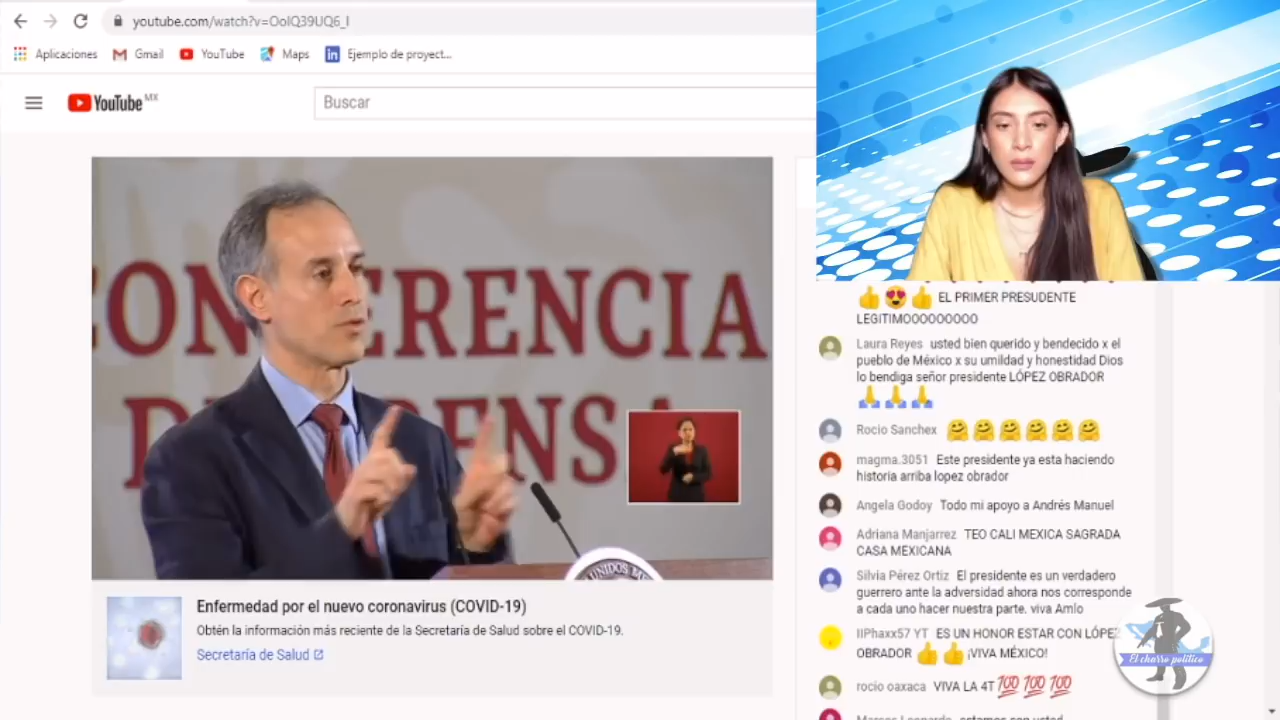 youtube.com/watch?v=OoIQ39UQ6_I
Aplicaciones
Gmail
YouTube
Maps
Ejemplo de proyect...
YouTube MX
Buscar
CONFERENCIA
DE PRENSA
UNIDOS
Enfermedad por el nuevo coronavirus (COVID-19)
Obtén la información más reciente de la Secretaría de Salud sobre el COVID-19.
Secretaría de Salud
👍😍👍 EL PRIMER PRESUDENTE
LEGITIMOOOOOOOOO
Laura Reyes usted bien querido y bendecido x el
pueblo de México x su umildad y honestidad Dios
lo bendiga señor presidente LÓPEZ OBRADOR
🙏🙏🙏
Rocio Sanchex 🤗🤗🤗🤗🤗🤗
magma.3051 Este presidente ya esta haciendo
historia arriba lopez obrador
Angela Godoy Todo mi apoyo a Andrés Manuel
Adriana Manjarrez TEO CALI MEXICA SAGRADA
CASA MEXICANA
Silvia Pérez Ortiz El presidente es un verdadero
guerrero ante la adversidad ahora nos corresponde
a cada uno hacer nuestra parte. viva Amlo
IIPhaxx57 YT ES UN HONOR ESTAR CON LÓPEZ
OBRADOR 👍👍 ¡VIVA MÉXICO!
rocio oaxaca VIVA LA 4T 💯💯💯
El charro político